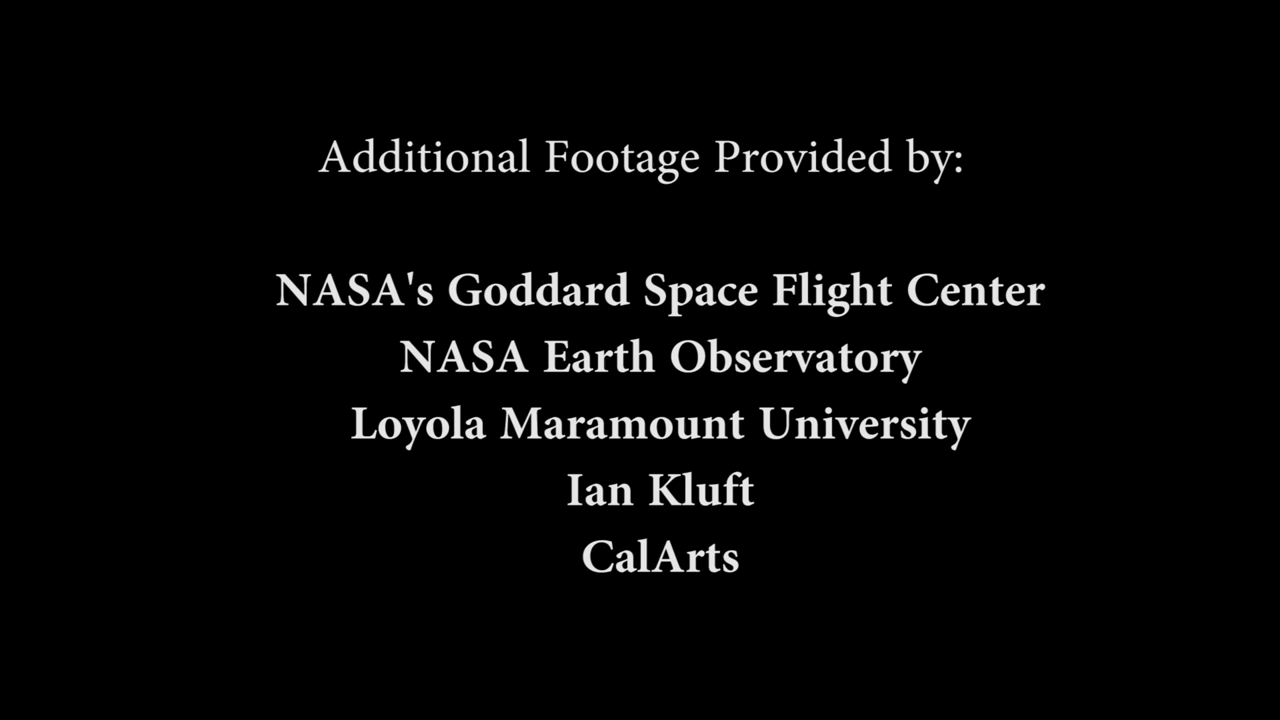 Additional Footage Provided by:
NASA's Goddard Space Flight Center
NASA Earth Observatory
Loyola Maramount University
Ian Kluft
CalArts